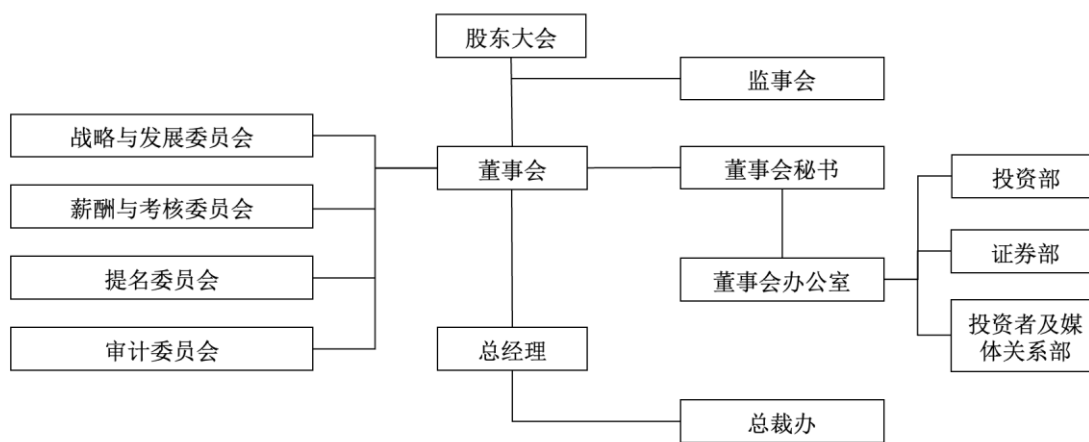 股东大会
监事会
战略与发展委员会
董事会
董事会秘书
投资部
薪酬与考核委员会
证券部
提名委员会
董事会办公室
投资者及媒
体关系部
审计委员会
总经理
总裁办